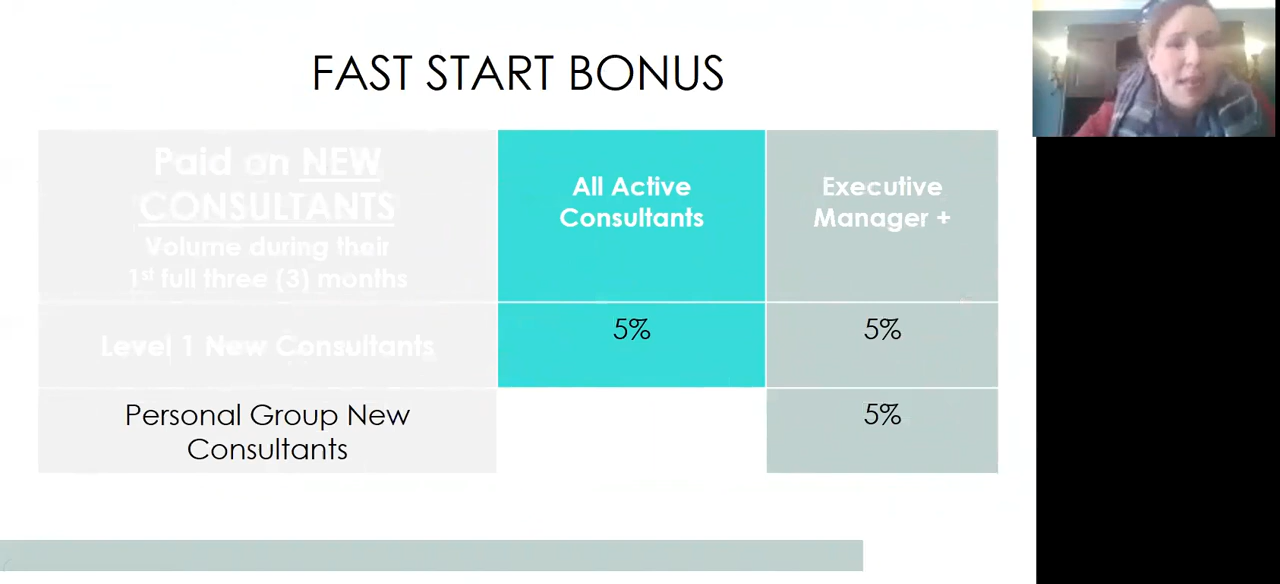 FAST START BONUS
Paid on NEW
CONSULTANTS
Volume during their
1st full three (3) months
All Active
Consultants
Executive
Manager +
Level 1 New Consultants
5%
5%
Personal Group New
Consultants
5%